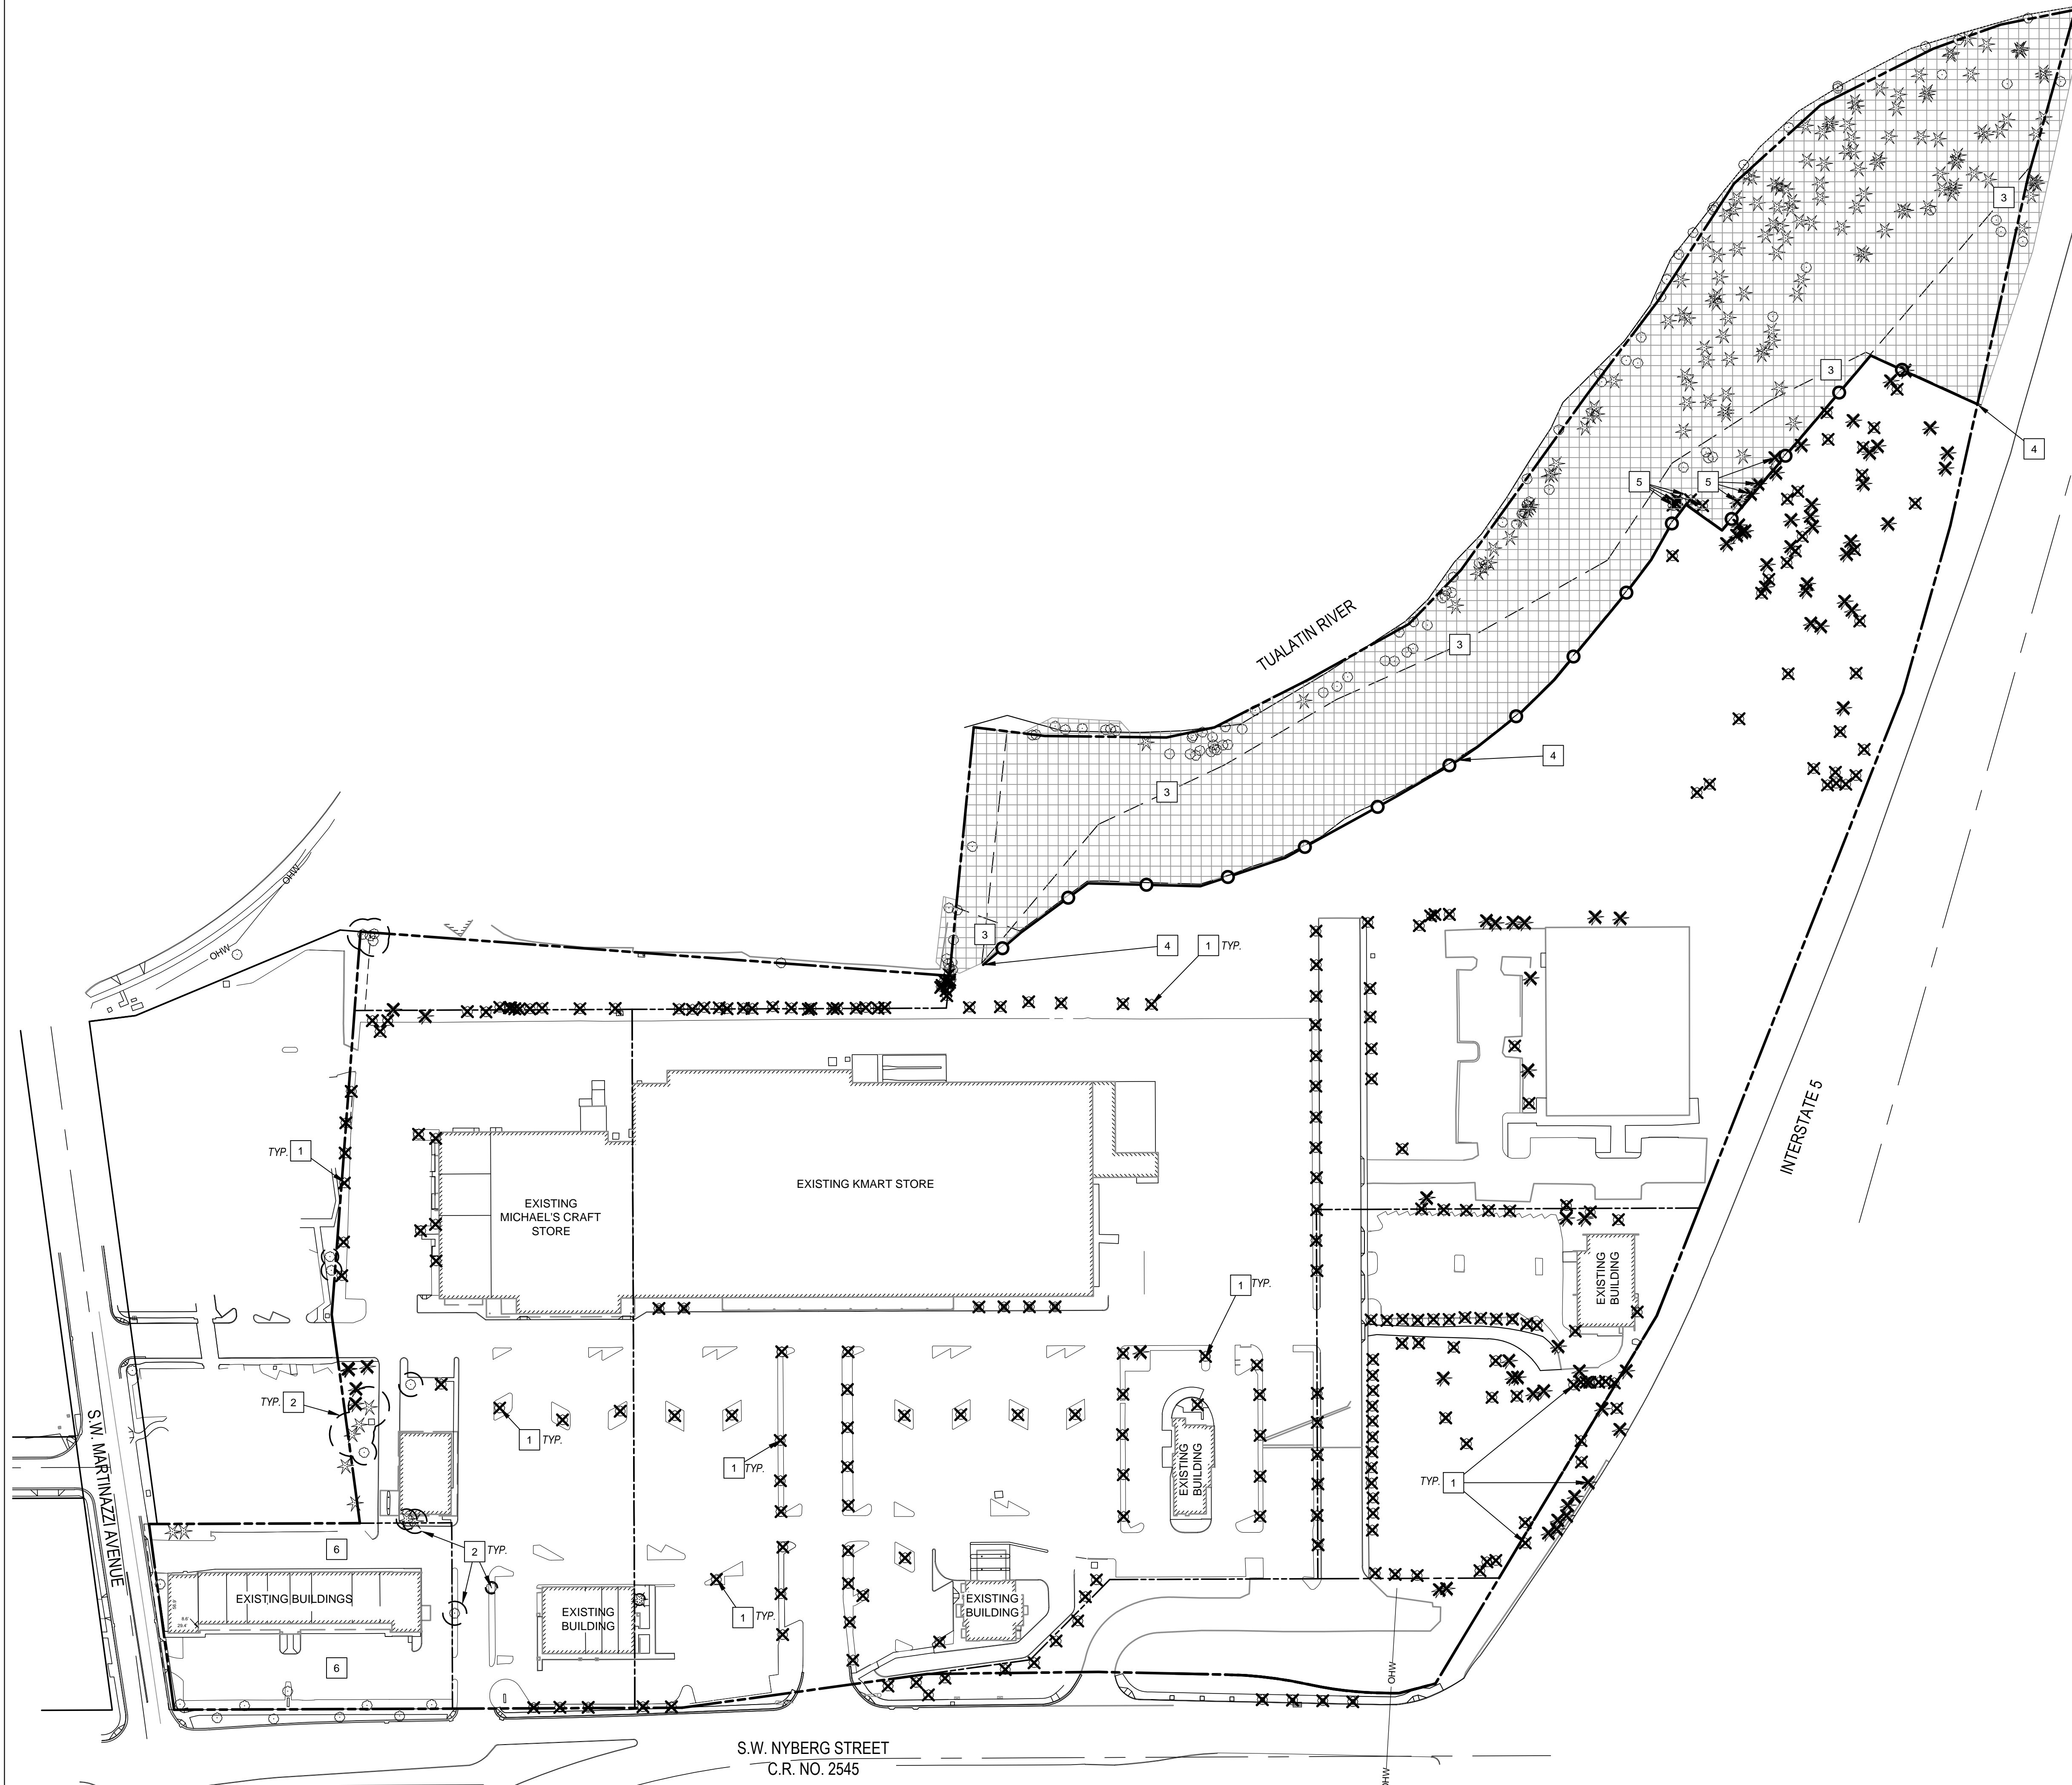 3
3
4
5
5
TUALATIN RIVER
3
4
3
OHW
OHW
3
4
1 TYP.
INTERSTATE 5
TYP. 1
EXISTING KMART STORE
EXISTING
MICHAEL'S CRAFT
STORE
1 TYP.
EXISTING
BUILDING
TYP. 2
1 TYP.
1 TYP.
EXISTING
BUILDING
TYP. 1
S.W. MARTINAZZI AVENUE
6
2 TYP.
EXISTING BUILDINGS
EXISTING
BUILDING
1 TYP.
EXISTING
BUILDING
6
OHW
S.W. NYBERG STREET
C.R. NO. 2545
OHW